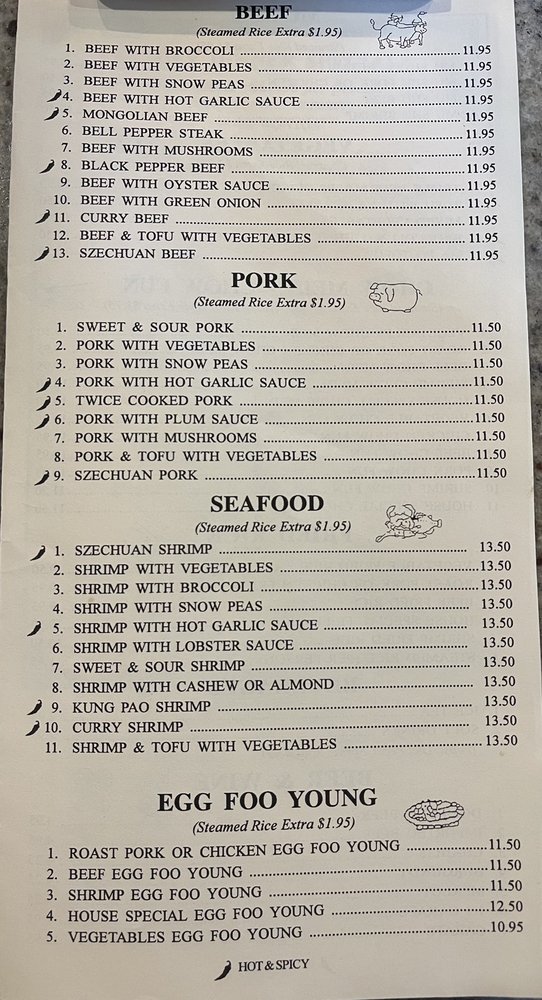 BEEF
(Steamed Rice Extra $1.95)
1. BEEF WITH BROCCOLI 11.95
2. BEEF WITH VEGETABLES 11.95
3. BEEF WITH SNOW PEAS 11.95
4. BEEF WITH HOT GARLIC SAUCE 11.95
5. MONGOLIAN BEEF 11.95
6. BELL PEPPER STEAK 11.95
7. BEEF WITH MUSHROOMS 11.95
8. BLACK PEPPER BEEF 11.95
9. BEEF WITH OYSTER SAUCE 11.95
10. BEEF WITH GREEN ONION 11.95
11. CURRY BEEF 11.95
12. BEEF & TOFU WITH VEGETABLES 11.95
13. SZECHUAN BEEF 11.95
PORK
(Steamed Rice Extra $1.95)
1. SWEET & SOUR PORK 11.50
2. PORK WITH VEGETABLES 11.50
3. PORK WITH SNOW PEAS 11.50
4. PORK WITH HOT GARLIC SAUCE 11.50
5. TWICE COOKED PORK 11.50
6. PORK WITH PLUM SAUCE 11.50
7. PORK WITH MUSHROOMS 11.50
8. PORK & TOFU WITH VEGETABLES 11.50
9. SZECHUAN PORK 11.50
SEAFOOD
(Steamed Rice Extra $1.95)
1. SZECHUAN SHRIMP 13.50
2. SHRIMP WITH VEGETABLES 13.50
3. SHRIMP WITH BROCCOLI 13.50
4. SHRIMP WITH SNOW PEAS 13.50
5. SHRIMP WITH HOT GARLIC SAUCE 13.50
6. SHRIMP WITH LOBSTER SAUCE 13.50
7. SWEET & SOUR SHRIMP 13.50
8. SHRIMP WITH CASHEW OR ALMOND 13.50
9. KUNG PAO SHRIMP 13.50
10. CURRY SHRIMP 13.50
11. SHRIMP & TOFU WITH VEGETABLES 13.50
EGG FOO YOUNG
(Steamed Rice Extra $1.95)
1. ROAST PORK OR CHICKEN EGG FOO YOUNG 11.50
2. BEEF EGG FOO YOUNG 11.50
3. SHRIMP EGG FOO YOUNG 11.50
4. HOUSE SPECIAL EGG FOO YOUNG 12.50
5. VEGETABLES EGG FOO YOUNG 10.95
HOT & SPICY